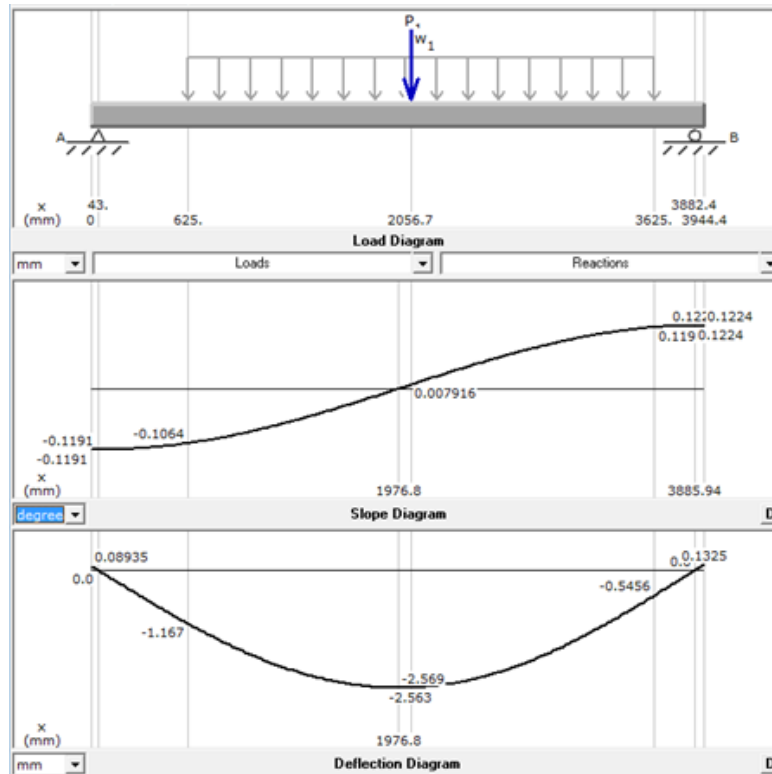 P
w1
A
B
x
43.
3882.4
(mm)
0
625.
2056.7
3625.
3944.4
Load Diagram
mm
Loads
Reactions
0.1224
0.119
0.1224
0.007916
-0.1064
-0.1191
-0.1191
x
(mm)
1976.8
3885.94
degree
Slope Diagram
D
0.08935
0.1325
0.0
-0.5456
-1.167
-2.569
-2.563
x
(mm)
1976.8
mm
Deflection Diagram
D